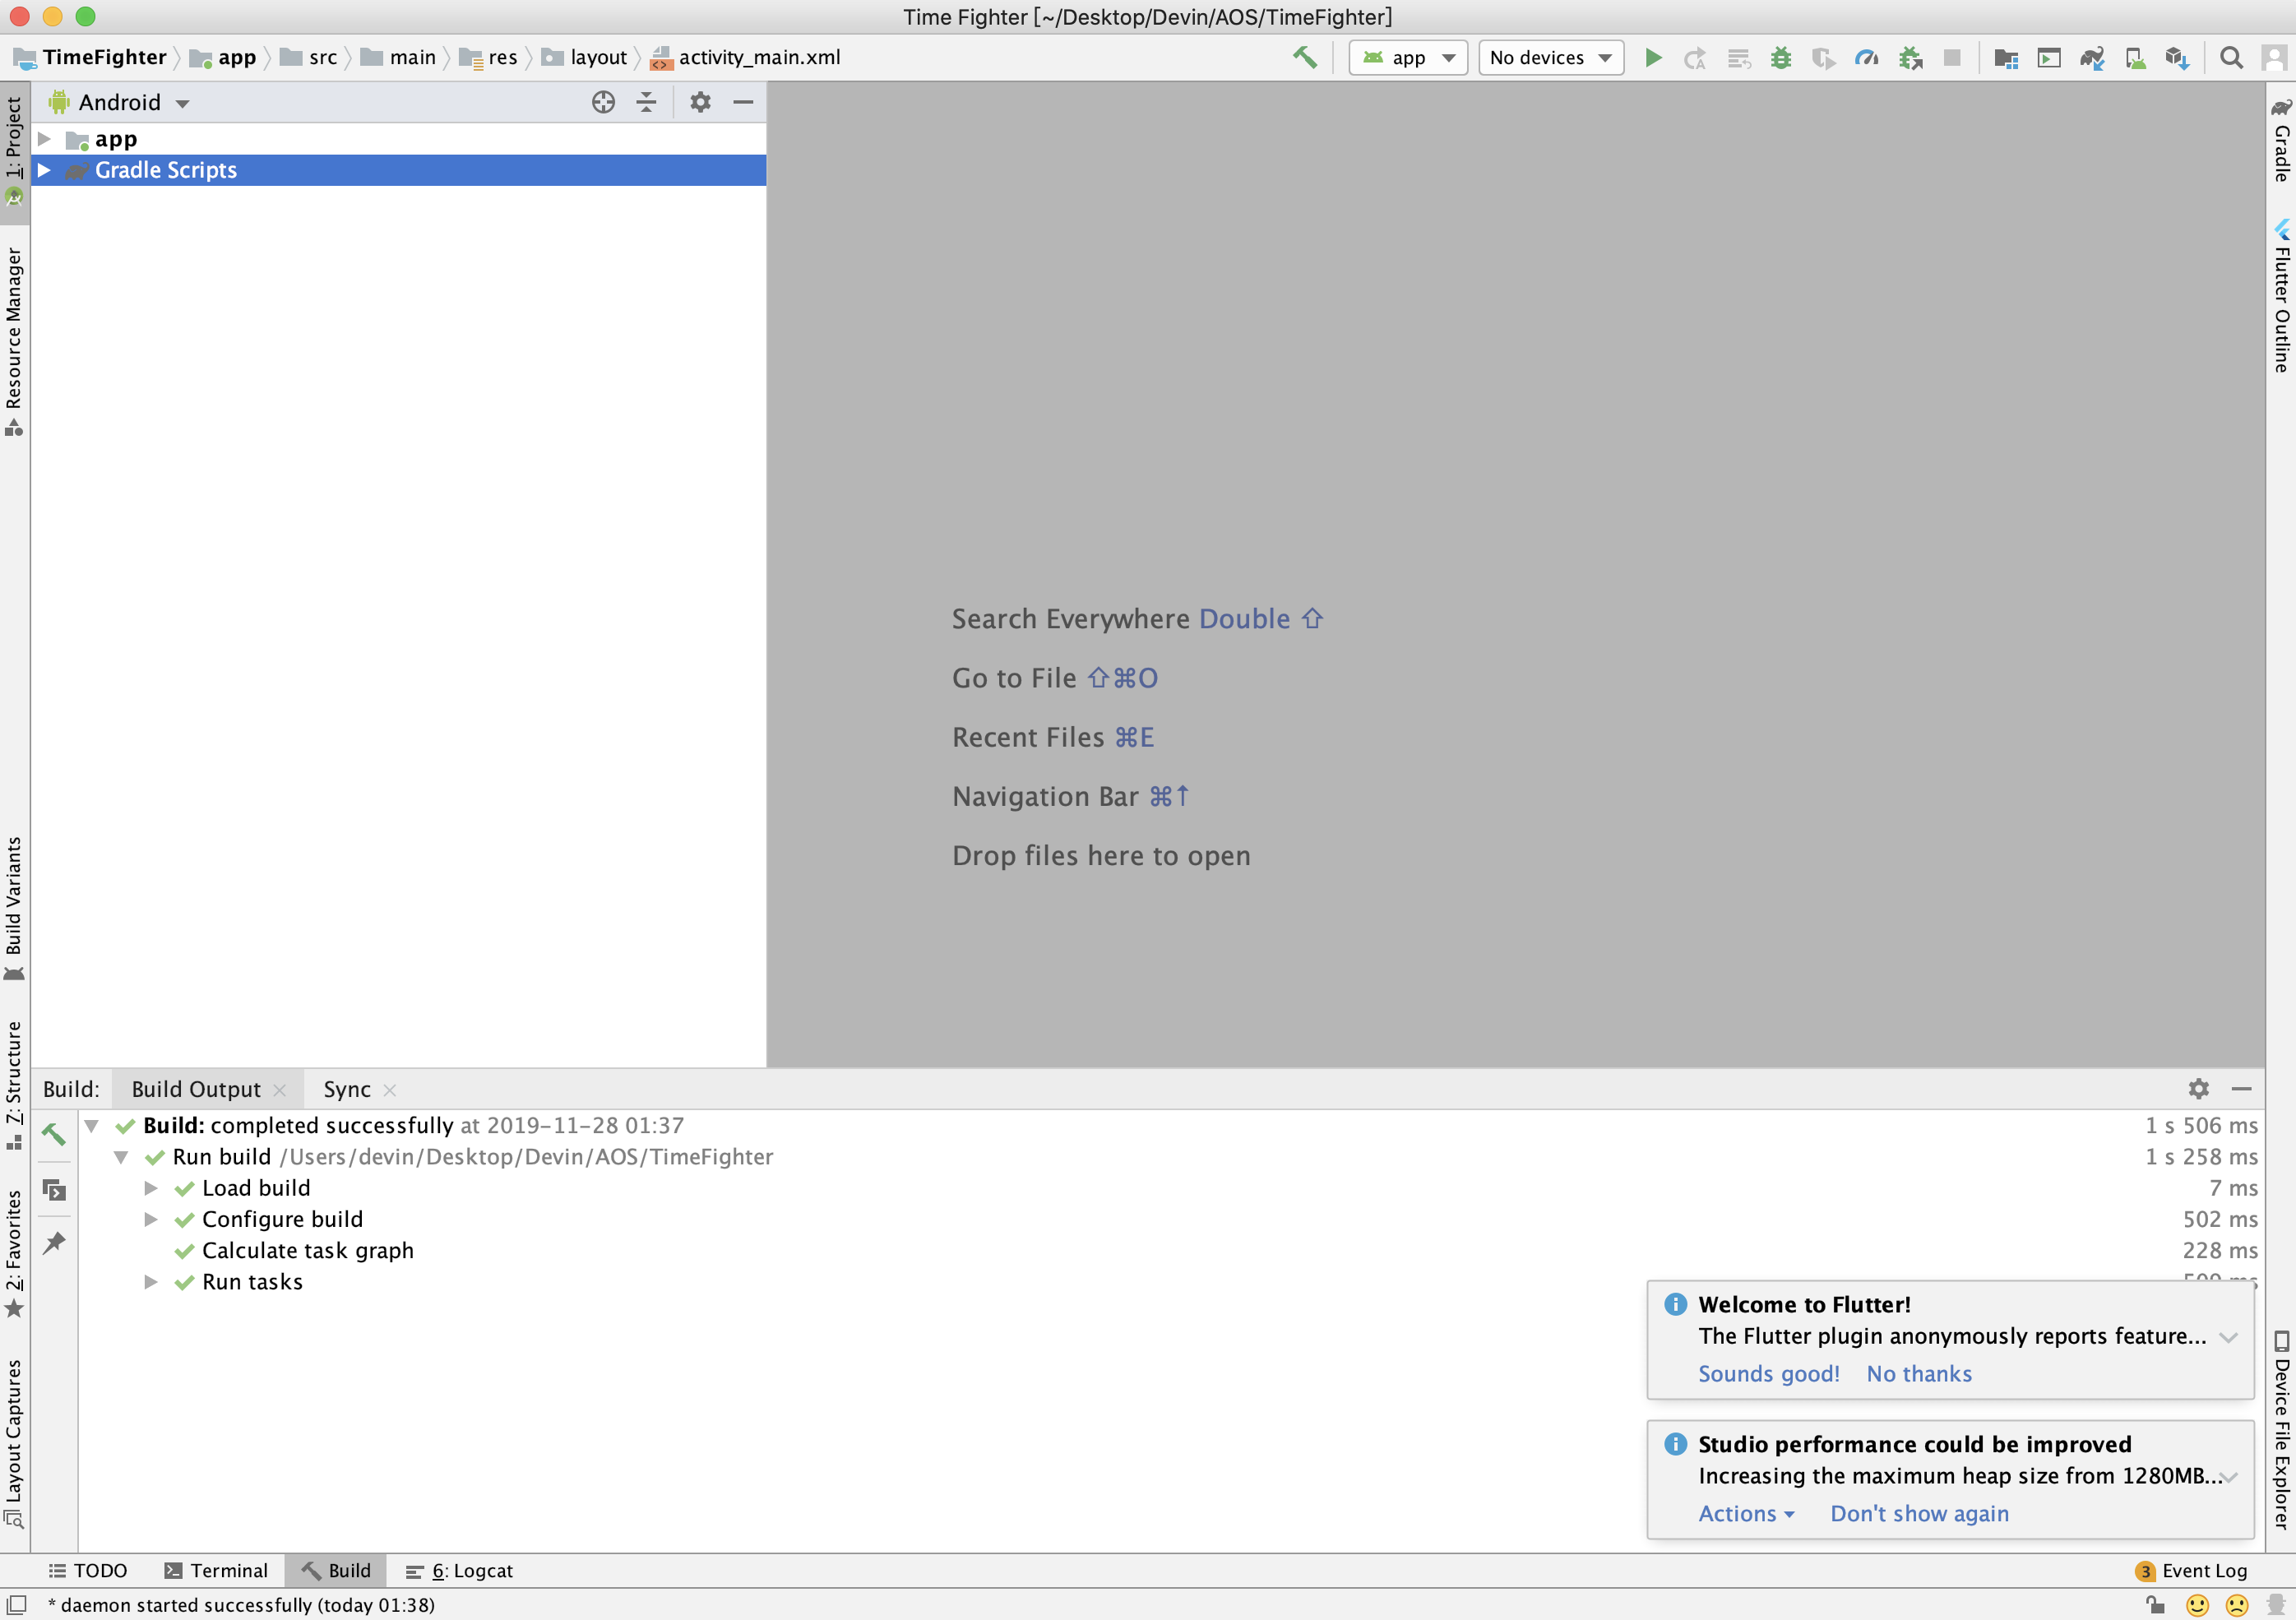 Time Fighter [~/Desktop/Devin/AOS/TimeFighter]
TimeFighter app src main res layout activity_main.xml
app No devices
Android
app
Gradle Scripts
1: Project
Resource Manager
Build Variants
Z: Structure
2: Favorites
Layout Captures
Gradle
Flutter Outline
Device File Explorer
Search Everywhere Double ⇧
Go to File ⇧⌘O
Recent Files ⌘E
Navigation Bar ⌘↑
Drop files here to open
Build: Build Output Sync
Build: completed successfully at 2019-11-28 01:37 1 s 506 ms
Run build /Users/devin/Desktop/Devin/AOS/TimeFighter 1 s 258 ms
Load build 7 ms
Configure build 502 ms
Calculate task graph 228 ms
Run tasks
Welcome to Flutter!
The Flutter plugin anonymously reports feature...
Sounds good! No thanks
Studio performance could be improved
Increasing the maximum heap size from 1280MB...
Actions Don't show again
TODO Terminal Build 6: Logcat 3 Event Log
* daemon started successfully (today 01:38)